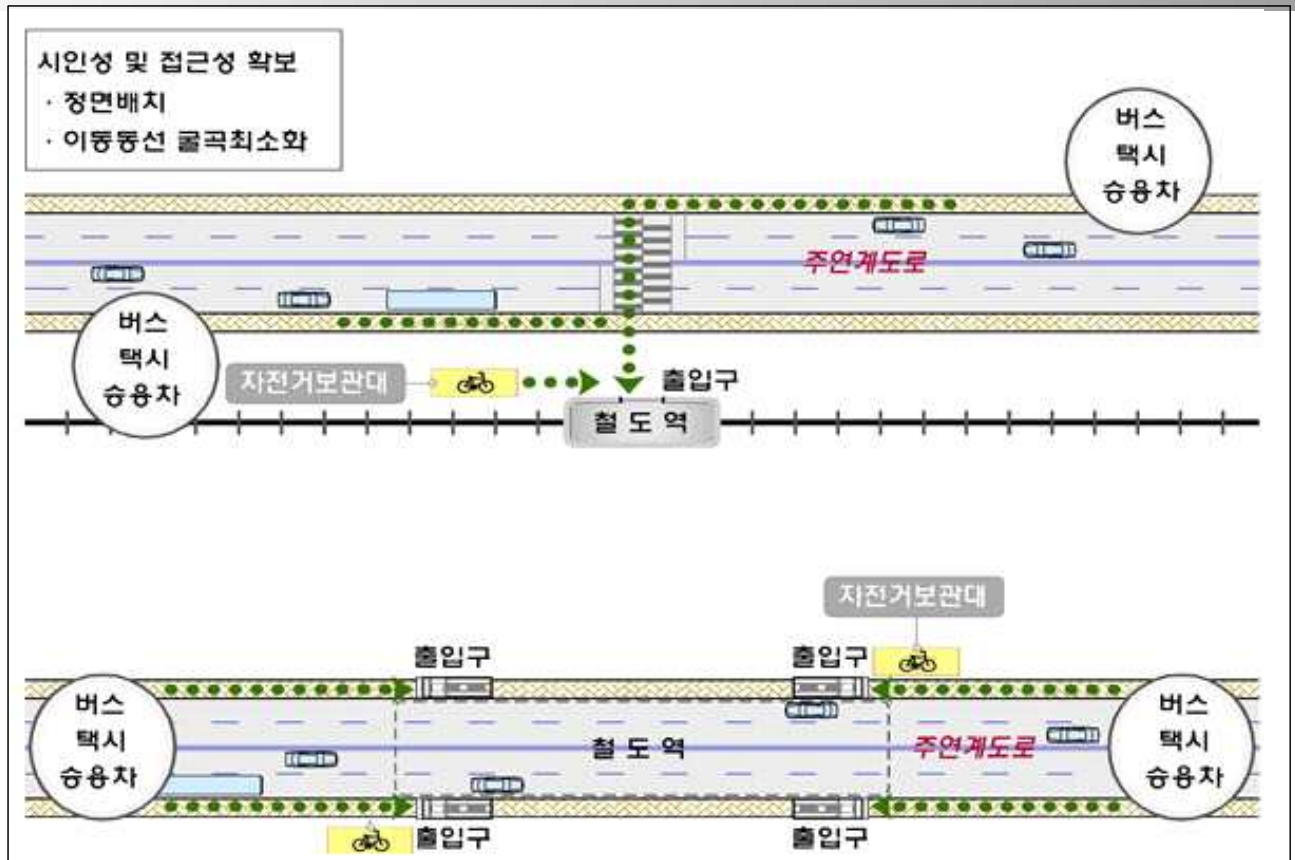 시인성 및 접근성 확보
· 정면배치
· 이동동선 굴곡최소화
버스
택시
승용차
주연계도로
버스
택시
승용차
자전거보관대
출입구
철도역
자전거보관대
출입구
출입구
버스
택시
승용차
철도역
주연계도로
버스
택시
승용차
출입구
출입구